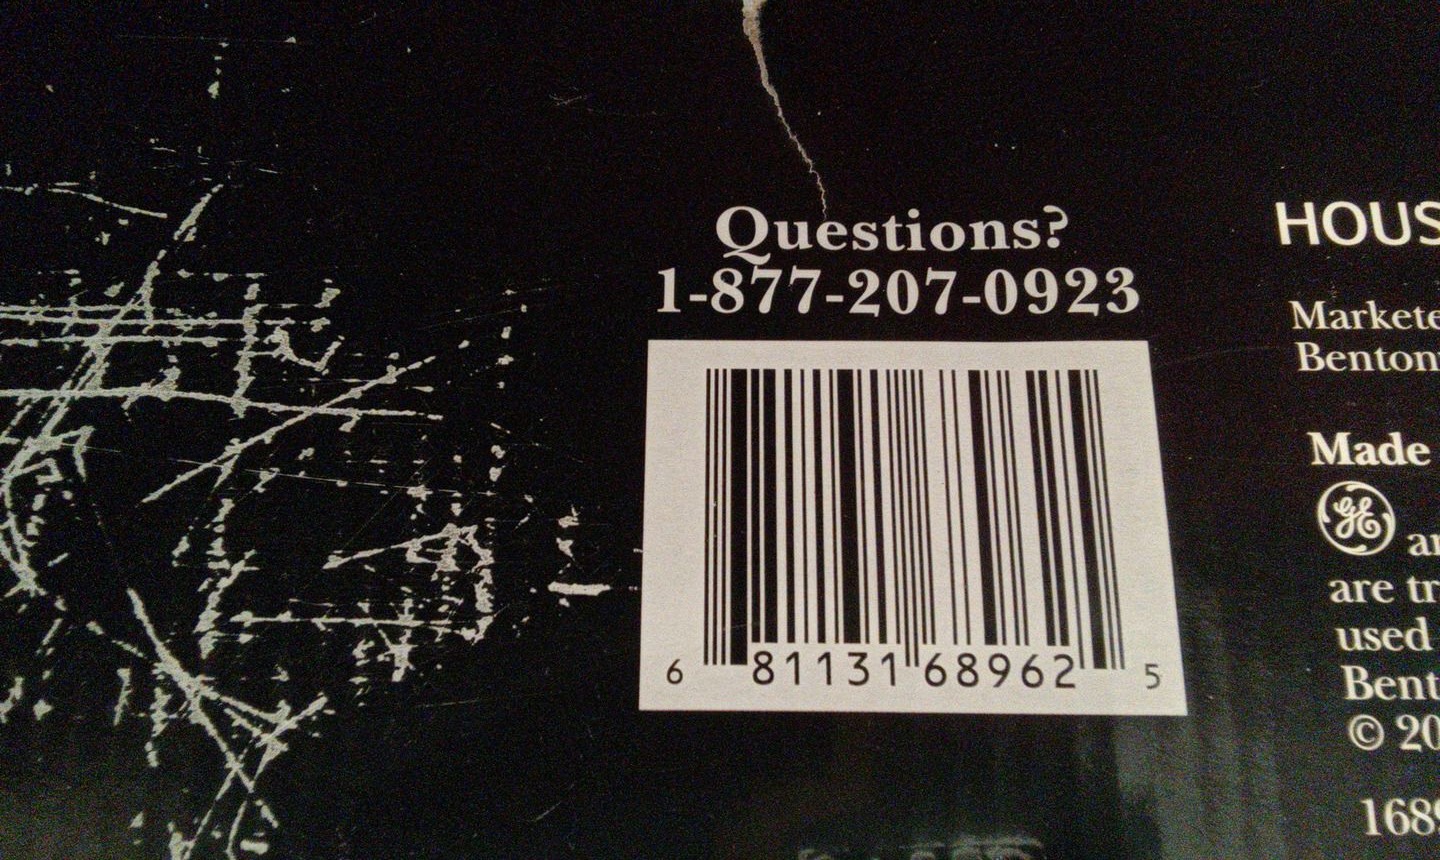 Questions?
1-877-207-0923
6 81131 68962 5
HOUS
Markete
Benton
Made
GE
are tr
used
Bent
© 20
168